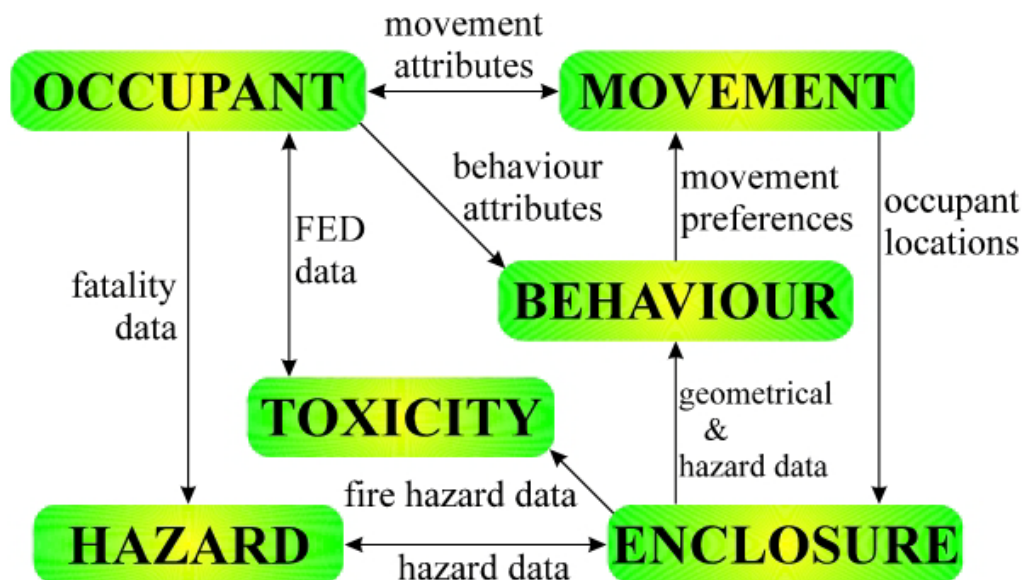 movement
attributes
OCCUPANT
MOVEMENT
behaviour
attributes
movement
preferences
occupant
locations
FED
data
fatality
data
BEHAVIOUR
TOXICITY
geometrical
&
hazard data
fire hazard data
HAZARD
ENCLOSURE
hazard data